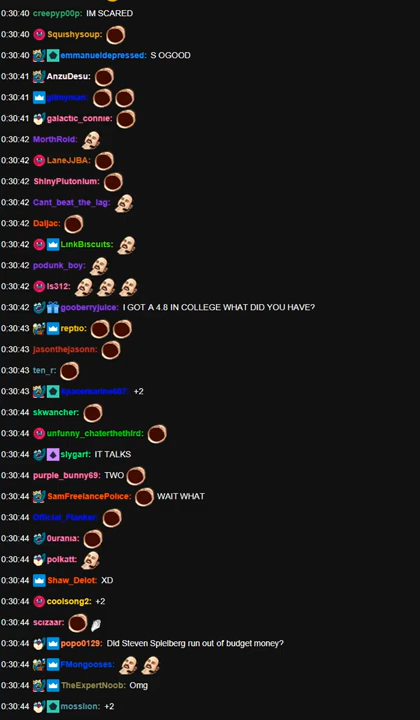 0:30:40 creepyp00p: IM SCARED
0:30:40 Squishysoup:
0:30:40 emmanueldepressed: S OGOOD
0:30:41 AnzuDesu:
0:30:41
0:30:41 galactic_connie:
0:30:42 MorthRoid:
0:30:42 LaneJJBA:
0:30:42 ShinyPlutonium:
0:30:42 Cant_beat_the_lag:
0:30:42 Daijac:
0:30:42 LinkBiscuits:
0:30:42 podunk_boy:
0:30:42 ls312:
0:30:42 gooberryjuice: I GOT A 4.8 IN COLLEGE WHAT DID YOU HAVE?
0:30:43 reptio:
0:30:43 jasonthejasonn:
0:30:43 ten_r:
0:30:43 +2
0:30:44 skwancher:
0:30:44 unfunny_chaterthethird:
0:30:44 slygarf: IT TALKS
0:30:44 purple_bunny69: TWO
0:30:44 SamFreelancePolice: WAIT WHAT
0:30:44
0:30:44 0urania:
0:30:44 polkatt:
0:30:44 Shaw_Delot: XD
0:30:44 coolsong2: +2
0:30:44 scizaar:
0:30:44 popo0129: Did Steven Spielberg run out of budget money?
0:30:44 FMongooses:
0:30:44 TheExpertNoob: Omg
0:30:44 mosslion: +2